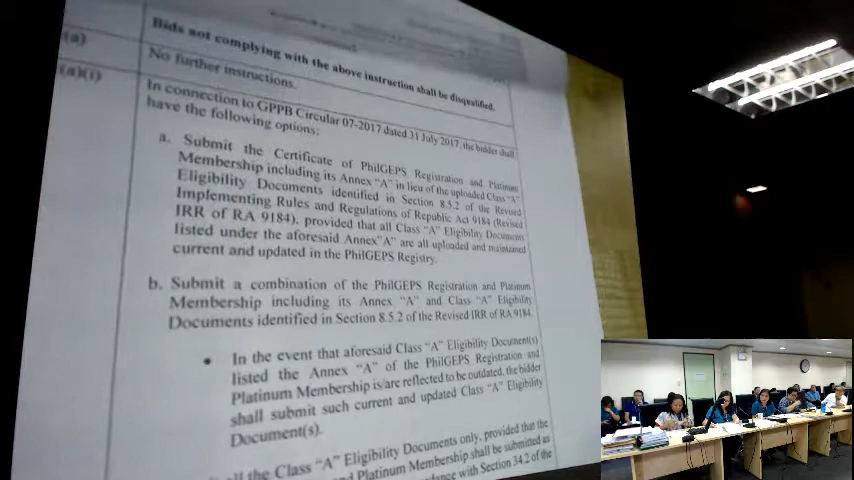 Bids not complying with the above instruction shall be disqualified.
(a)
No further instructions.
(a)(i)
In connection to GPPB Circular 07-2017 dated 31 July 2017, the bidder shall
have the following options:
a. Submit the Certificate of PhilGEPS Registration and Platinum
Membership including its Annex "A" in lieu of the uploaded Class "A"
Eligibility Documents identified in Section 8.5.2 of the Revised
Implementing Rules and Regulations of Republic Act 9184 (Revised
IRR of RA 9184), provided that all Class "A" Eligibility Documents
listed under the aforesaid Annex"A" are all uploaded and maintained
current and updated in the PhilGEPS Registry.
b. Submit a combination of the PhilGEPS Registration and Platinum
Membership including its Annex "A" and Class "A" Eligibility
Documents identified in Section 8.5.2 of the Revised IRR of RA 9184.
• In the event that aforesaid Class "A" Eligibility Document(s)
listed the Annex "A" of the PhilGEPS Registration and
Platinum Membership is/are reflected to be outdated, the bidder
shall submit such current and updated Class "A" Eligibility
Document(s).
all the Class "A" Eligibility Documents only, provided that the
Platinum Membership shall be submitted as
with Section 34.2 of the